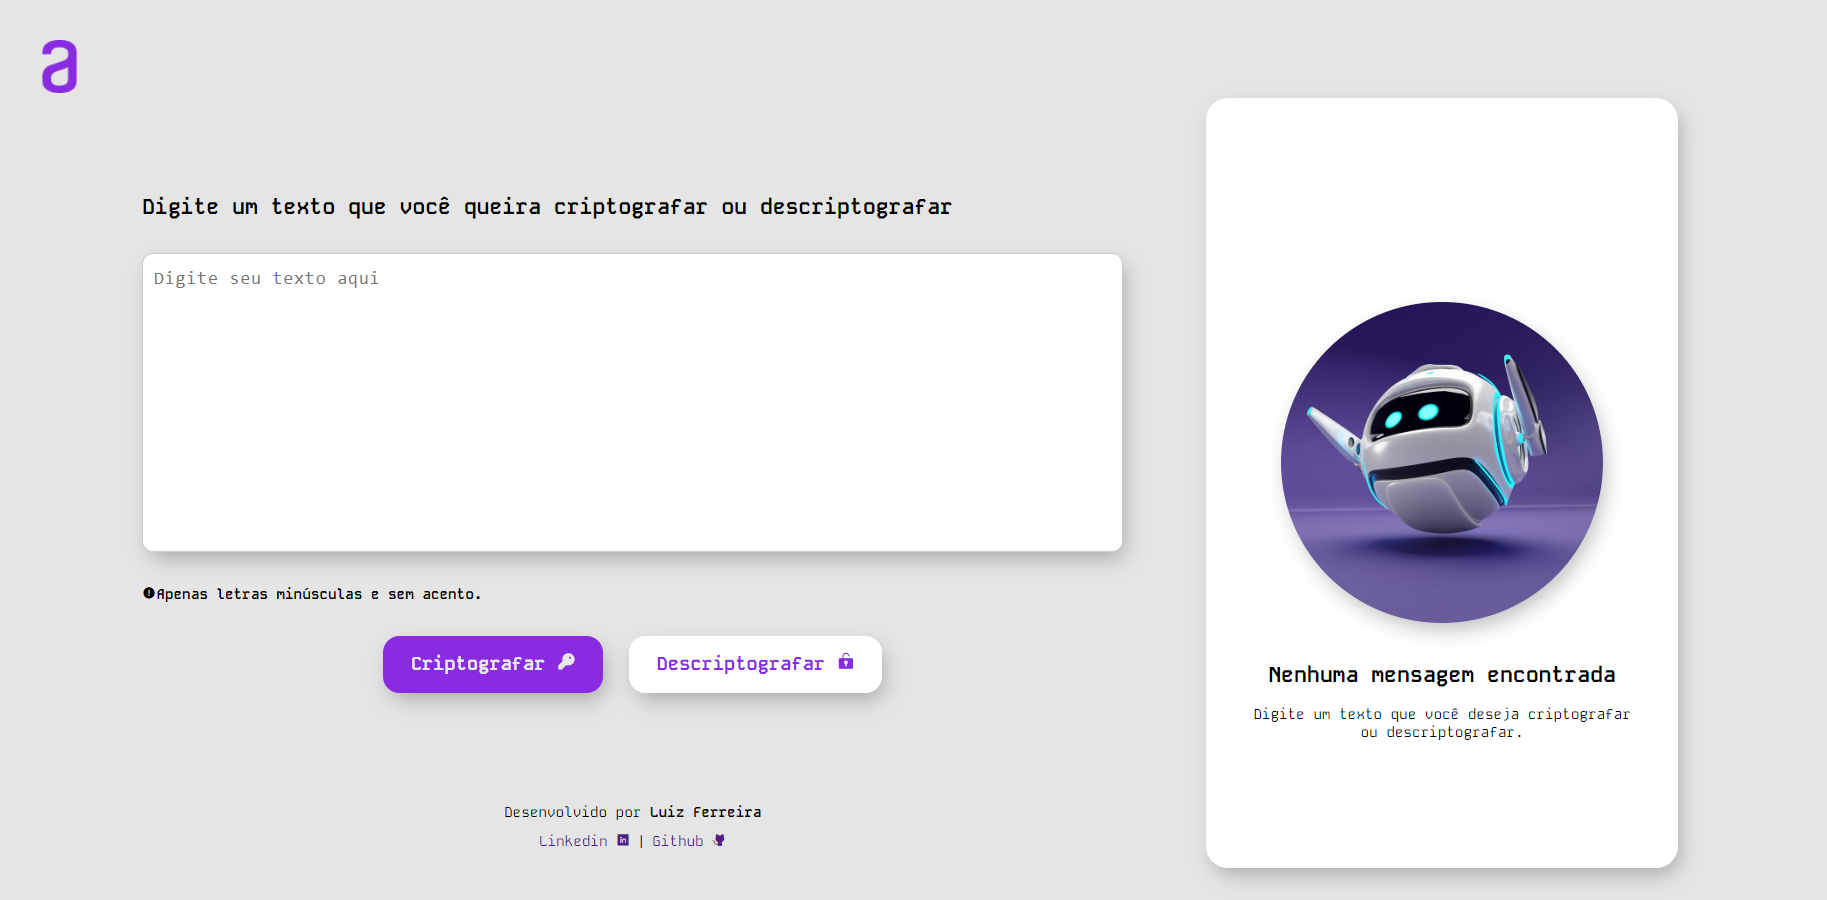 a
Digite um texto que você queira criptografar ou descriptografar
Digite seu texto aqui
Apenas letras minúsculas e sem acento.
Criptografar
Descriptografar
Desenvolvido por Luiz Ferreira
Linkedin in | Github
Nenhuma mensagem encontrada
Digite um texto que você deseja criptografar
ou descriptografar.